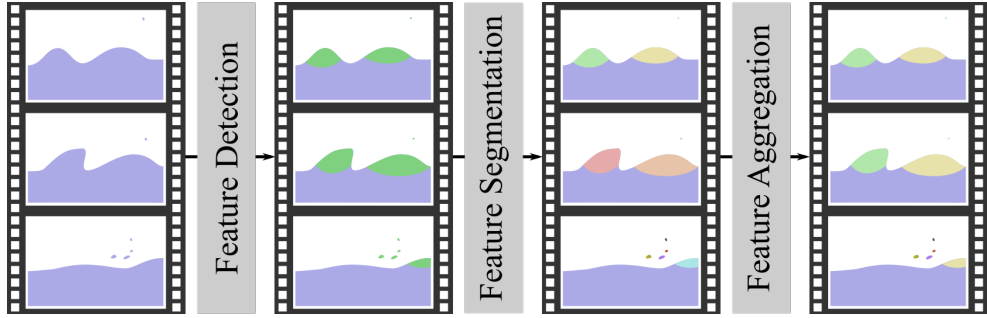 Feature Detection
Feature Segmentation
Feature Aggregation